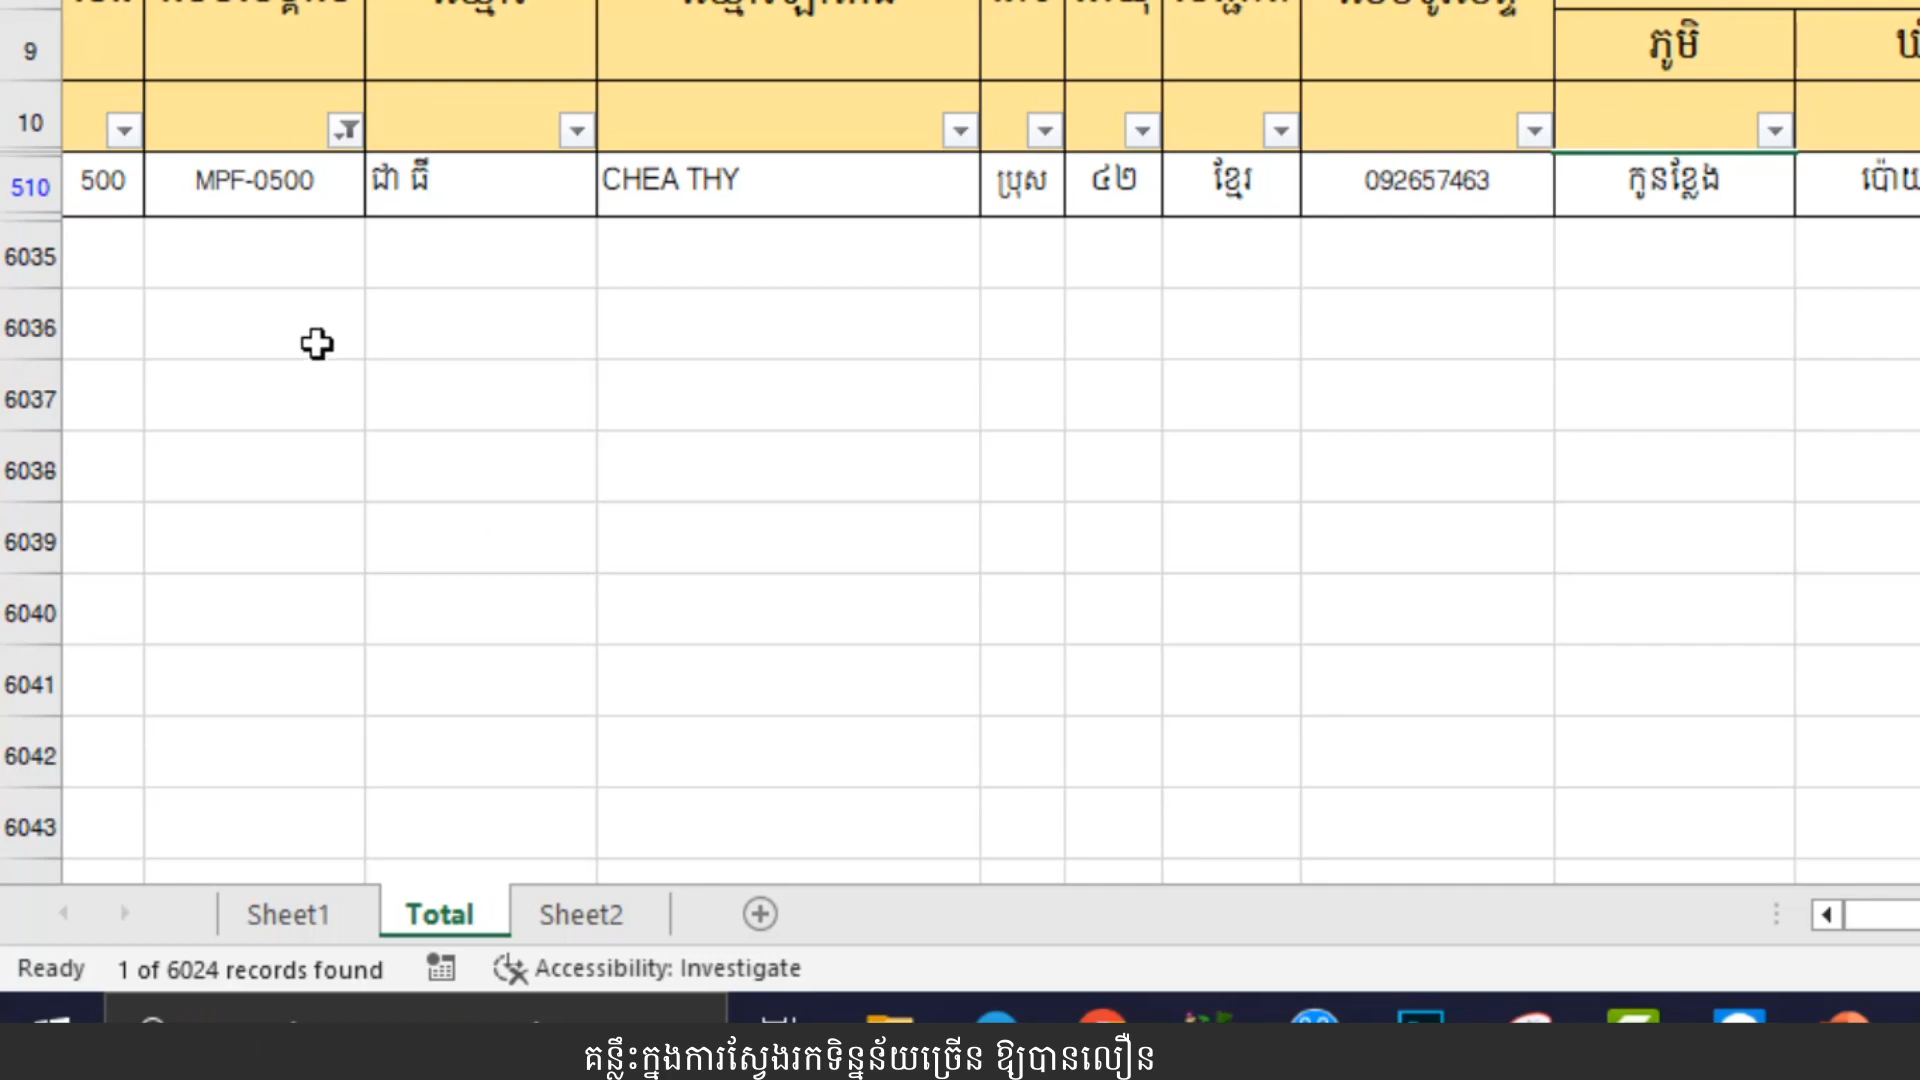 9 ភូមិ
10
510 500 MPF-0500 ជា ធី CHEA THY ប្រុស ៤២ ខ្មែរ 092657463 កូនខ្លែង
6035
6036
6037
6038
6039
6040
6041
6042
6043
Sheet1 Total Sheet2
Ready 1 of 6024 records found Accessibility: Investigate
គន្លឹះក្នុងការស្វែងរកទិន្នន័យច្រើន ឱ្យបានលឿន